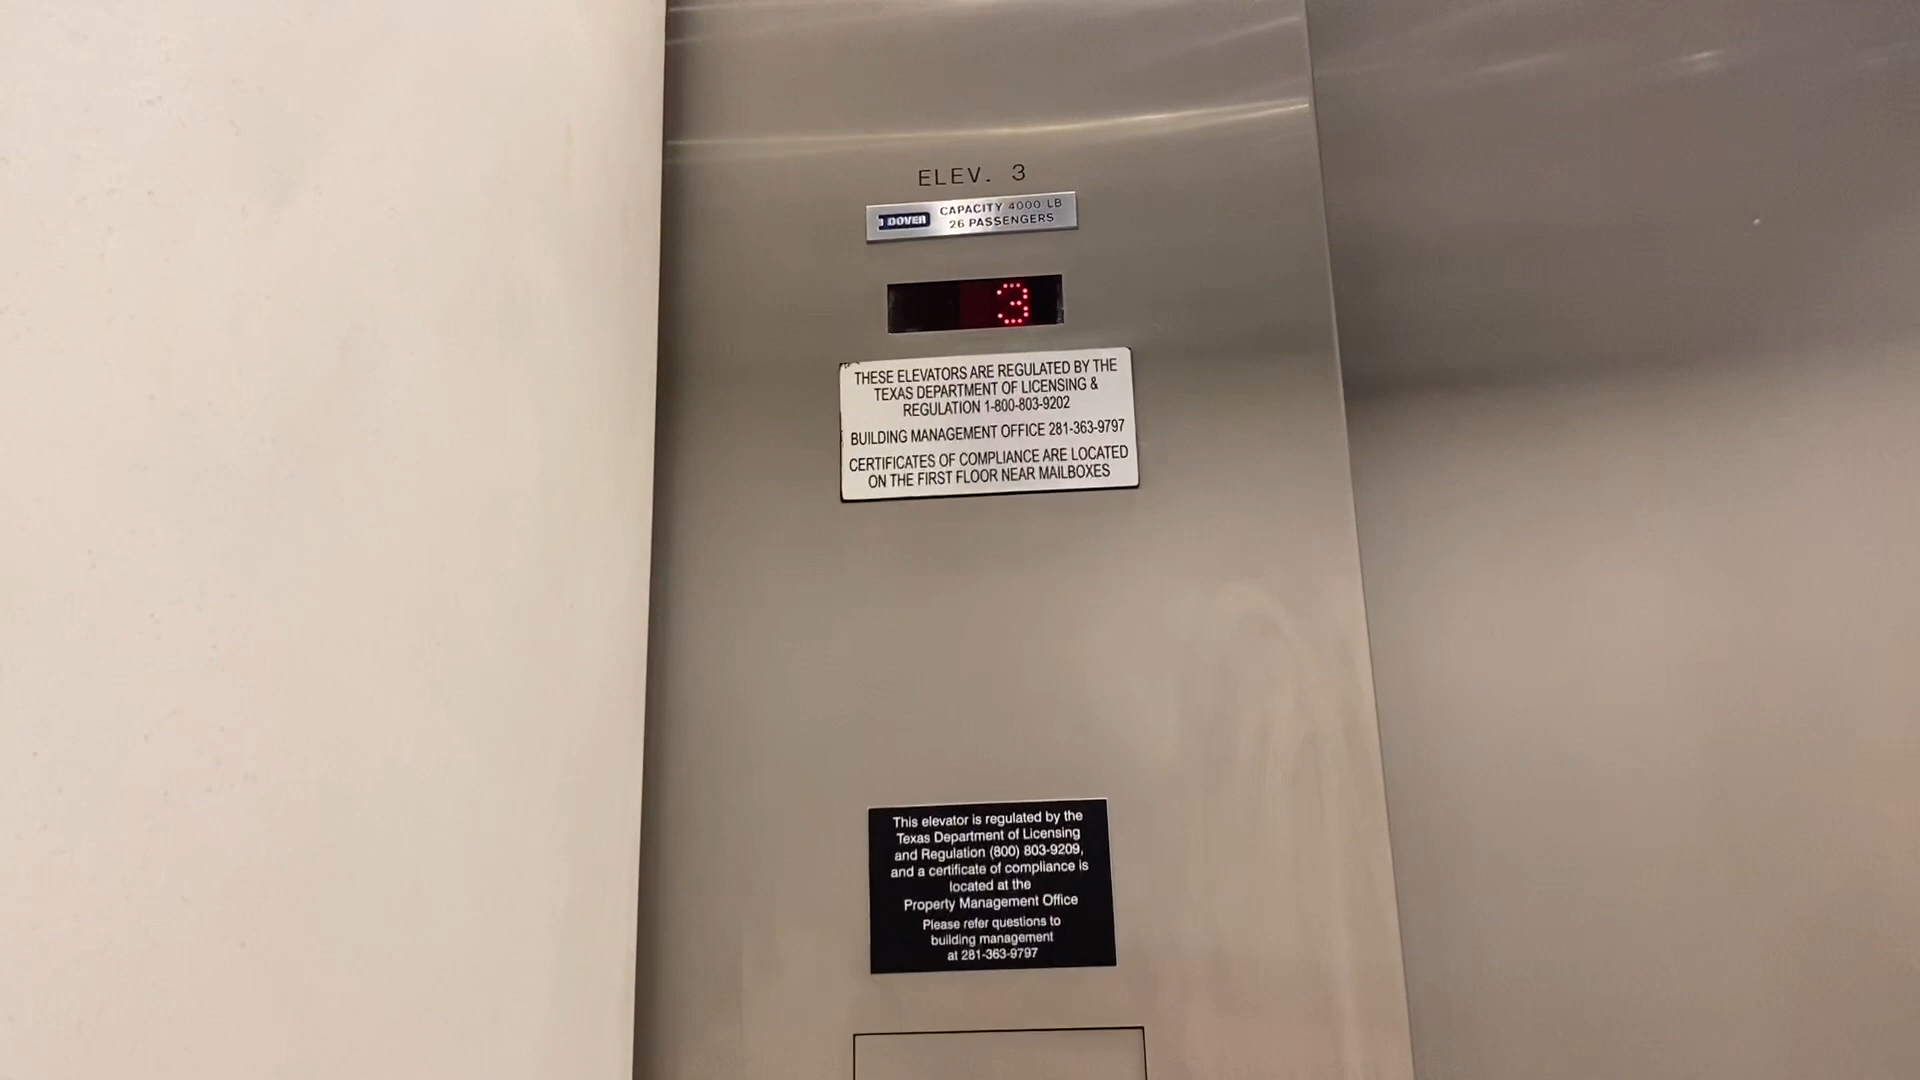 ELEV. 3
DOVER
CAPACITY 4000 LB
26 PASSENGERS
3
THESE ELEVATORS ARE REGULATED BY THE
TEXAS DEPARTMENT OF LICENSING &
REGULATION 1-800-803-9202
BUILDING MANAGEMENT OFFICE 281-363-9797
CERTIFICATES OF COMPLIANCE ARE LOCATED
ON THE FIRST FLOOR NEAR MAILBOXES
This elevator is regulated by the
Texas Department of Licensing
and Regulation (800) 803-9209,
and a certificate of compliance is
located at the
Property Management Office
Please refer questions to
building management
at 281-363-9797